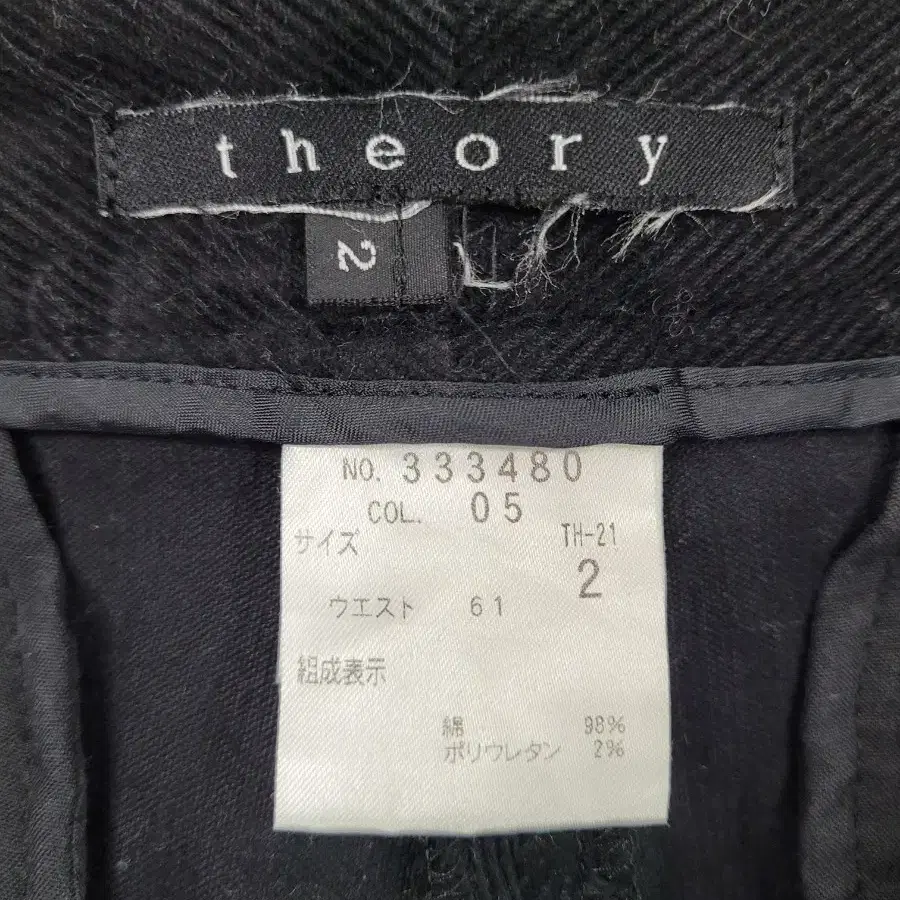 theory
2
NO. 333480
COL. 05
サイズ TH-21
2
ウエスト 61
組成表示
綿 98%
ポリウレタン 2%